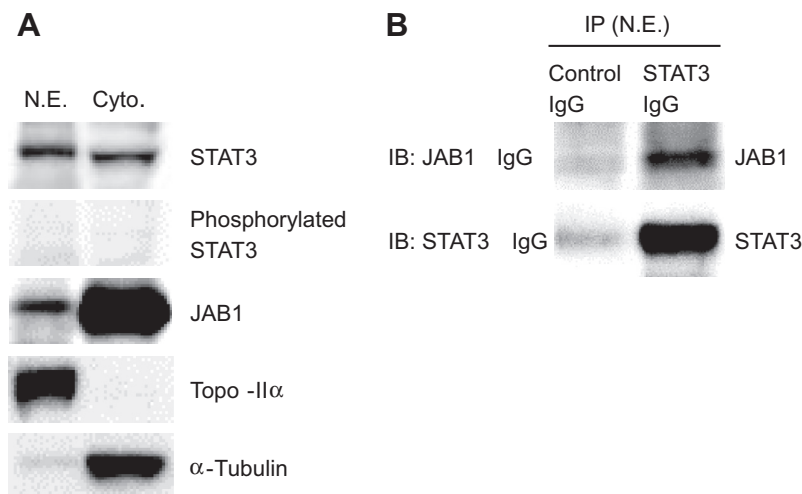 A
N.E. Cyto.
STAT3
Phosphorylated
STAT3
JAB1
Topo -IIα
α-Tubulin
B
IP (N.E.)
Control STAT3
IgG IgG
IB: JAB1 IgG JAB1
IB: STAT3 IgG STAT3